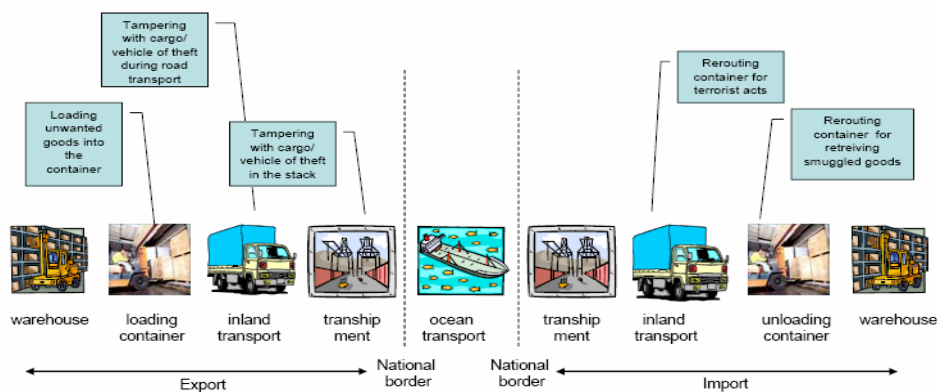 Tampering
with cargo/
vehicle of theft
during road
transport
Loading
unwanted
goods into
the
container
Tampering
with cargo/
vehicle of theft
in the stack
Rerouting
container for
terrorist acts
Rerouting
container for
retreiving
smuggled goods
warehouse
loading
container
inland
transport
tranship
ment
ocean
transport
tranship
ment
inland
transport
unloading
container
warehouse
National
border
National
border
Export
Import